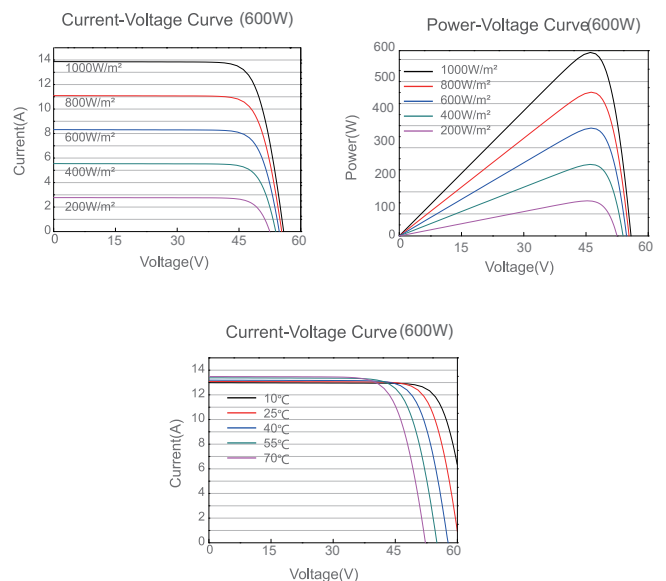 Current-Voltage Curve (600W)
14
12
10
8
6
4
2
0
1000W/m²
800W/m²
600W/m²
400W/m²
200W/m²
Current(A)
0 15 30 45 60
Voltage(V)
Power-Voltage Curve(600W)
600
500
400
300
200
100
0
1000W/m²
800W/m²
600W/m²
400W/m²
200W/m²
Power(W)
0 15 30 45 60
Voltage(V)
Current-Voltage Curve (600W)
14
12
10
8
6
4
2
0
10℃
25℃
40℃
55℃
70℃
Current(A)
0 15 30 45 60
Voltage(V)